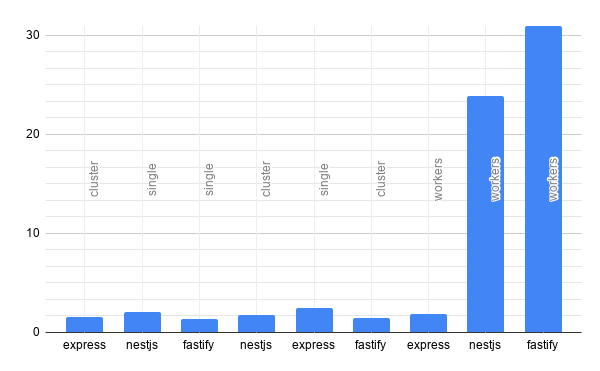 30
20
10
0
cluster
single
single
cluster
single
cluster
workers
workers
workers
express nestjs fastify nestjs express fastify express nestjs fastify